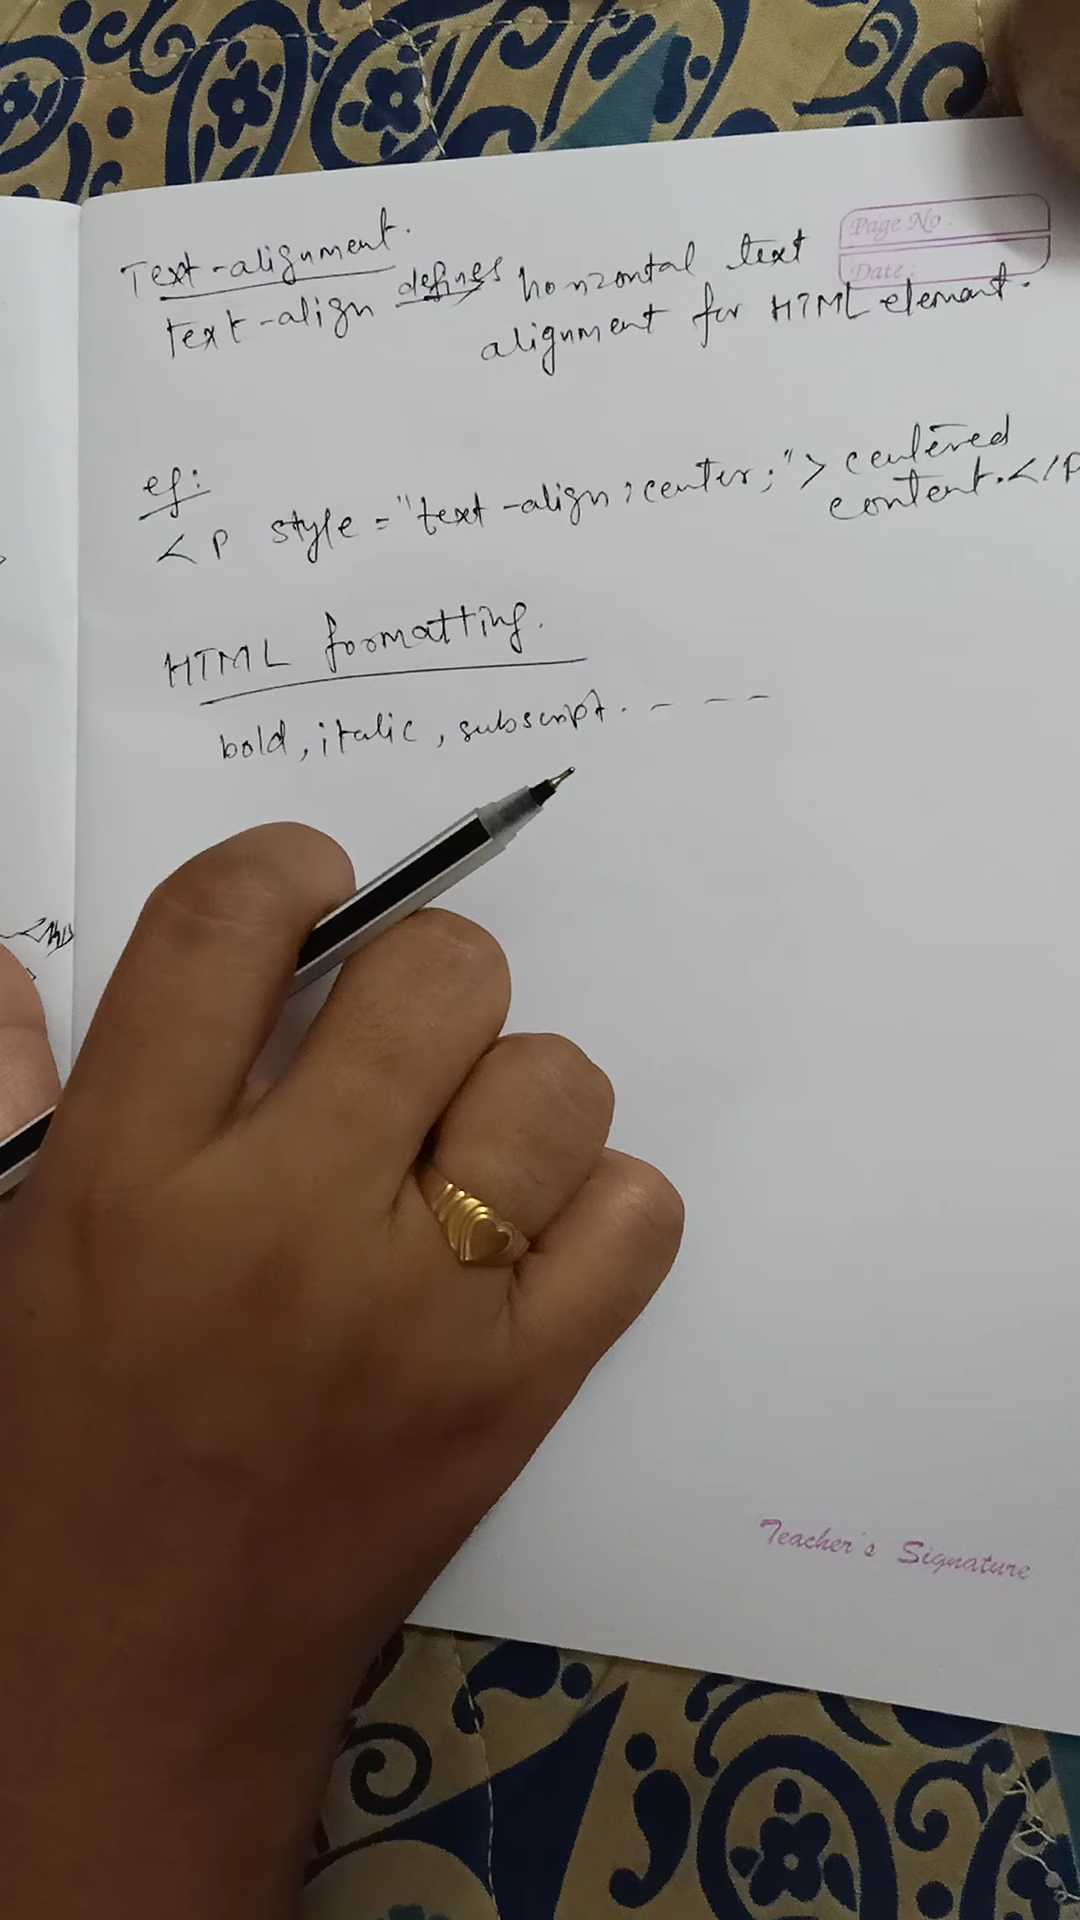 Page No :
Date :
Text-alignment.
text-align defines horizontal text
alignment for HTML element.
eg:
<P style="text-align:center;"> centered
content.</P
HTML formatting.
bold, italic, subscript. - - - -
Teacher's Signature